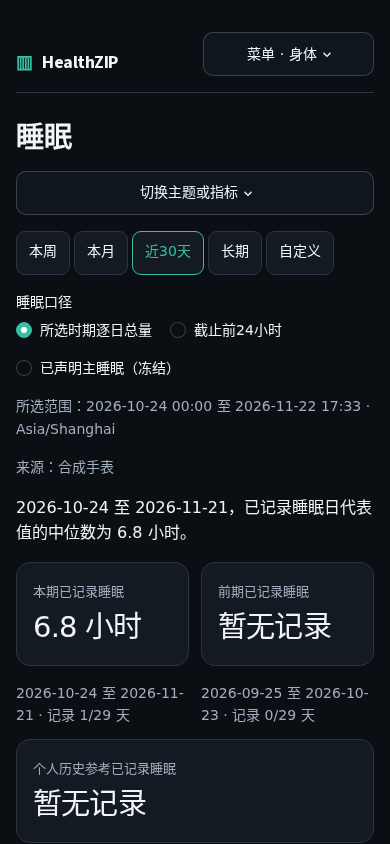 HealthZIP
菜单 · 身体
睡眠
切换主题或指标
本周
本月
近30天
长期
自定义
睡眠口径
所选时期逐日总量
截止前24小时
已声明主睡眠（冻结）
所选范围：2026-10-24 00:00 至 2026-11-22 17:33 ·
Asia/Shanghai
来源：合成手表
2026-10-24 至 2026-11-21，已记录睡眠日代表
值的中位数为 6.8 小时。
本期已记录睡眠
6.8 小时
前期已记录睡眠
暂无记录
2026-10-24 至 2026-11-
21 · 记录 1/29 天
2026-09-25 至 2026-10-
23 · 记录 0/29 天
个人历史参考已记录睡眠
暂无记录